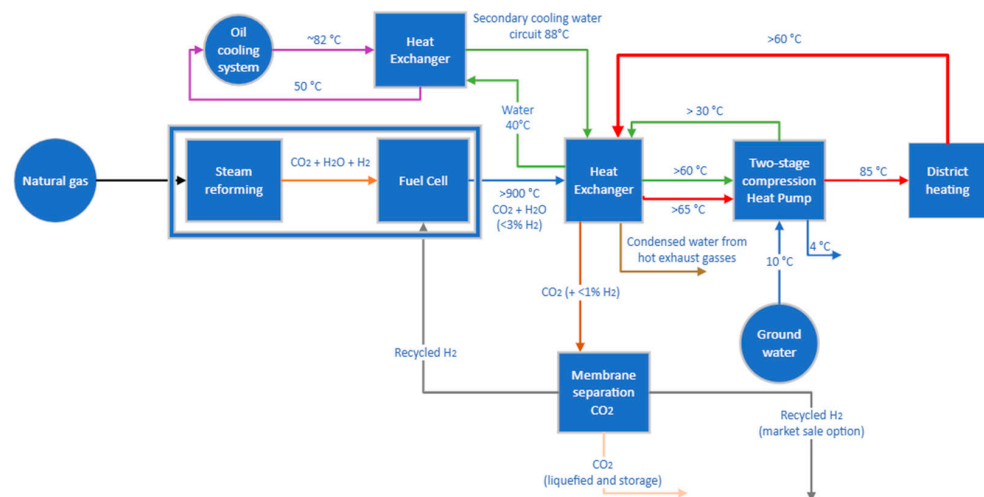 Oil
cooling
system
~82 °C
50 °C
Heat
Exchanger
Secondary cooling water
circuit 88°C
Water
40°C
>60 °C
Natural gas
Steam
reforming
CO2 + H2O + H2
Fuel Cell
>900 °C
CO2 + H2O
(<3% H2)
Heat
Exchanger
> 30 °C
>60 °C
>65 °C
Two-stage
compression
Heat Pump
85 °C
District
heating
Condensed water from
hot exhaust gasses
10 °C
4 °C
Ground
water
CO2 (+ <1% H2)
Recycled H2
Membrane
separation
CO2
Recycled H2
(market sale option)
CO2
(liquefied and storage)